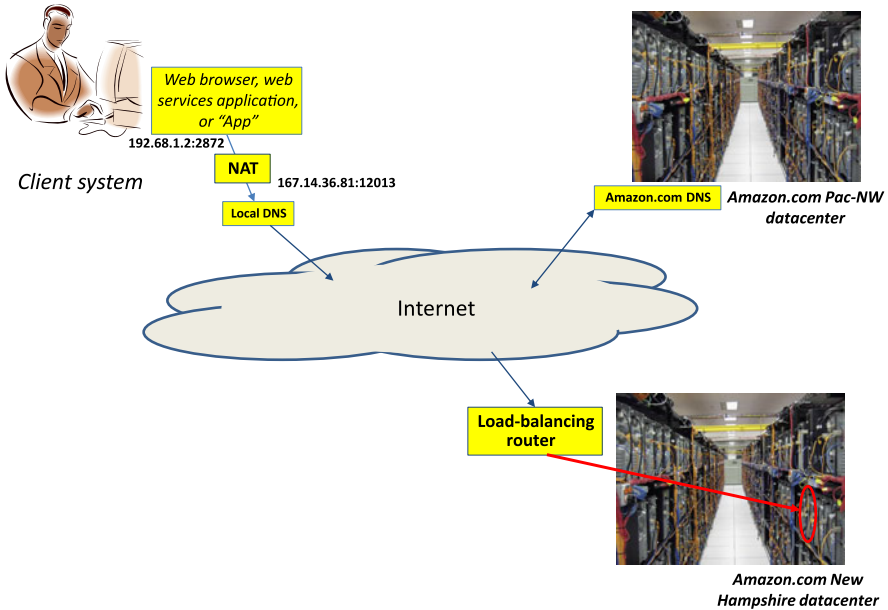 Web browser, web
services application,
or “App”
192.68.1.2:2872
NAT
167.14.36.81:12013
Client system
Local DNS
Amazon.com DNS
Amazon.com Pac-NW
datacenter
Internet
Load-balancing
router
Amazon.com New
Hampshire datacenter